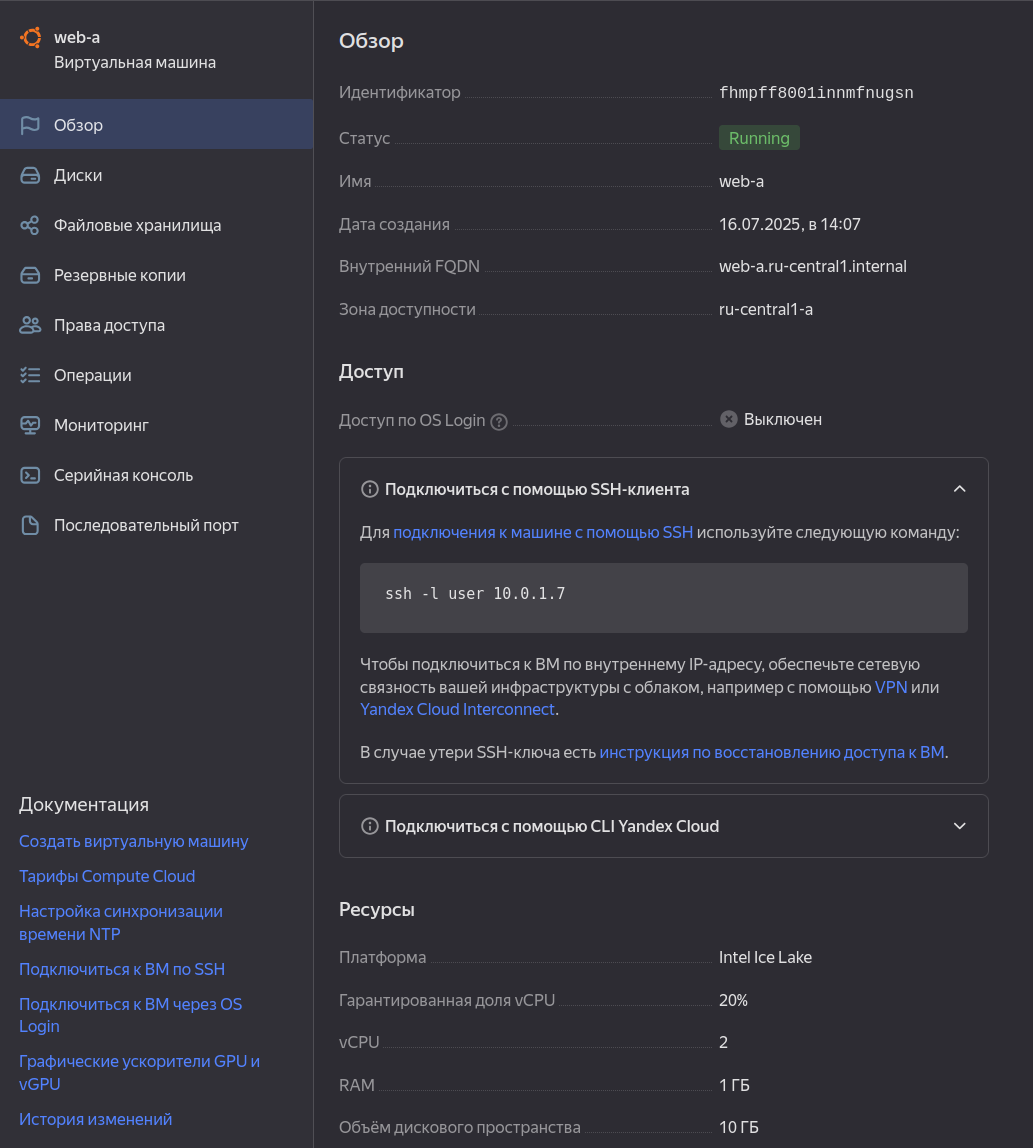 web-a
Виртуальная машина
Обзор
Диски
Файловые хранилища
Резервные копии
Права доступа
Операции
Мониторинг
Серийная консоль
Последовательный порт
Документация
Создать виртуальную машину
Тарифы Compute Cloud
Настройка синхронизации
времени NTP
Подключиться к ВМ по SSH
Подключиться к ВМ через OS
Login
Графические ускорители GPU и
vGPU
История изменений
Обзор
Идентификатор fhmpff8001innmfnugsn
Статус Running
Имя web-a
Дата создания 16.07.2025, в 14:07
Внутренний FQDN web-a.ru-central1.internal
Зона доступности ru-central1-a
Доступ
Доступ по OS Login Выключен
Подключиться с помощью SSH-клиента
Для подключения к машине с помощью SSH используйте следующую команду:
ssh -l user 10.0.1.7
Чтобы подключиться к ВМ по внутреннему IP-адресу, обеспечьте сетевую
связность вашей инфраструктуры с облаком, например с помощью VPN или
Yandex Cloud Interconnect.
В случае утери SSH-ключа есть инструкция по восстановлению доступа к ВМ.
Подключиться с помощью CLI Yandex Cloud
Ресурсы
Платформа Intel Ice Lake
Гарантированная доля vCPU 20%
vCPU 2
RAM 1 ГБ
Объём дискового пространства 10 ГБ